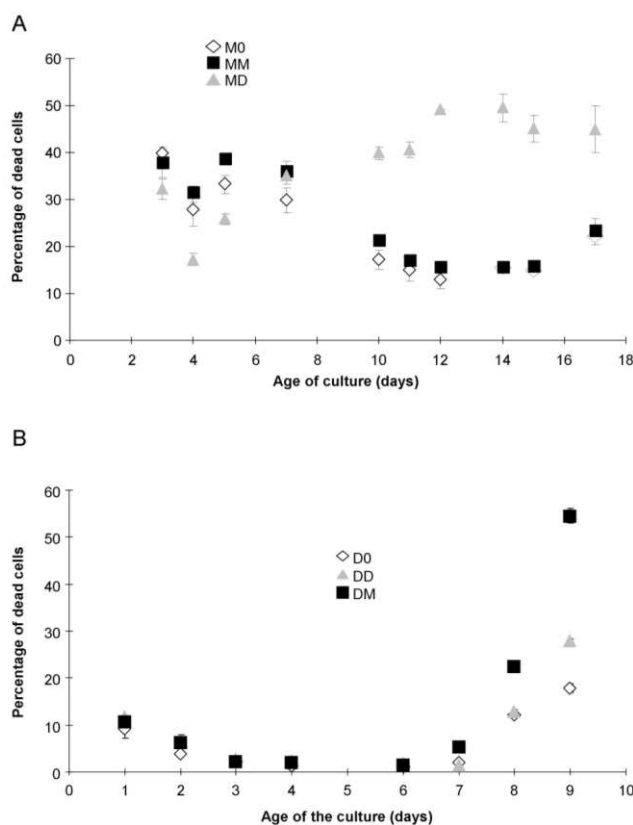 A
M0
MM
MD
60
50
40
30
20
10
0
Percentage of dead cells
0 2 4 6 8 10 12 14 16 18
Age of culture (days)
B
60
50
40
30
20
10
0
Percentage of dead cells
D0
DD
DM
0 1 2 3 4 5 6 7 8 9 10
Age of the culture (days)